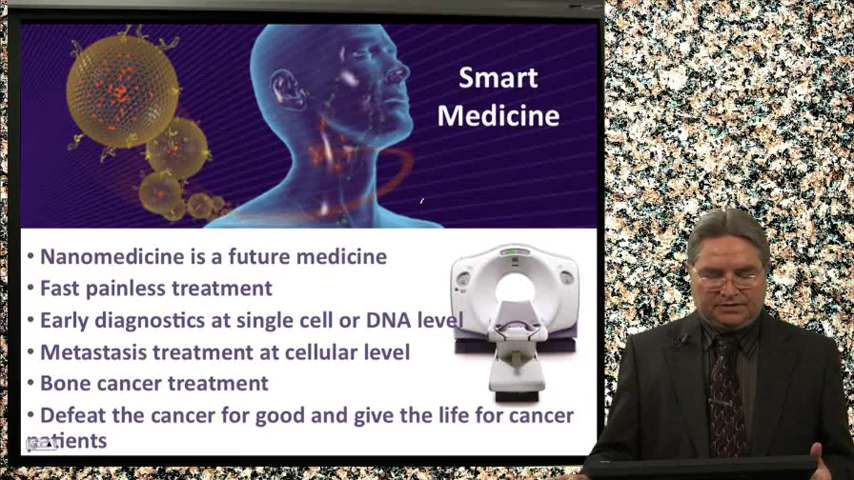 Smart
Medicine
• Nanomedicine is a future medicine
• Fast painless treatment
• Early diagnostics at single cell or DNA level
• Metastasis treatment at cellular level
• Bone cancer treatment
• Defeat the cancer for good and give the life for cancer
patients